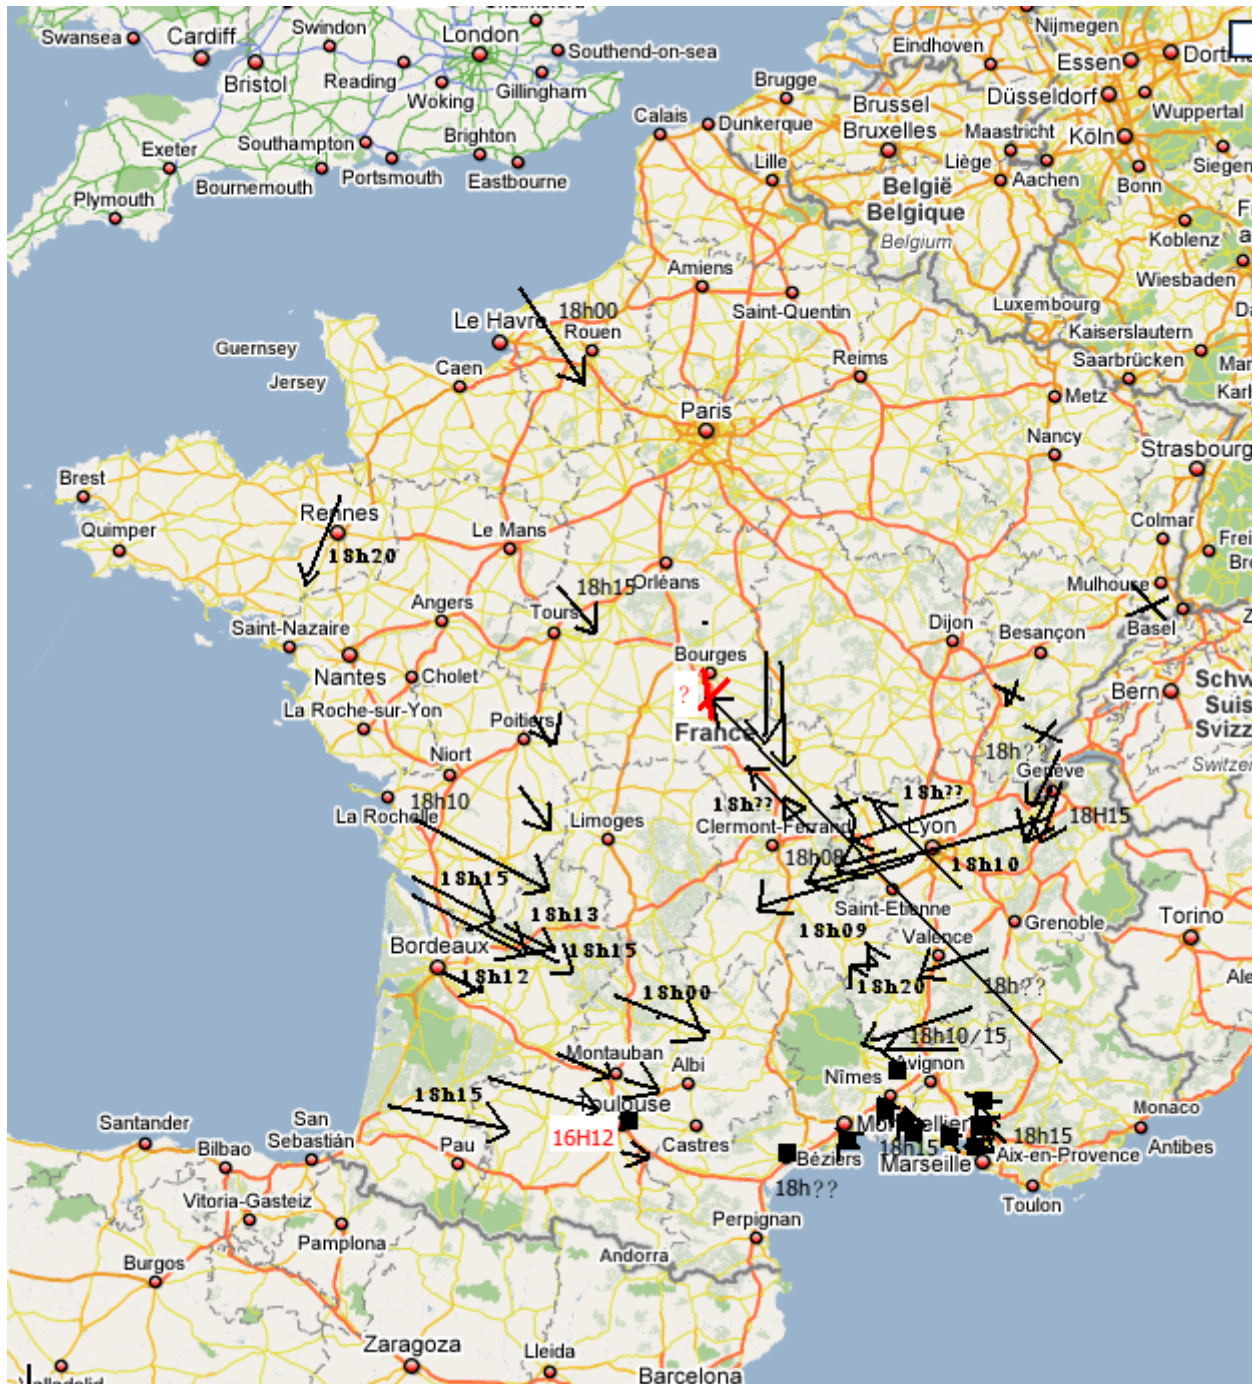 Swansea
Cardiff
Swindon
London
Southend-on-sea
Bristol
Reading
Woking
Gillingham
Nijmegen
Eindhoven
Essen
Dortm
Brugge
Brussel
Bruxelles
Düsseldorf
Wuppertal
Exeter
Southampton
Brighton
Calais
Dunkerque
Maastricht
Köln
Siegen
Plymouth
Bournemouth
Portsmouth
Eastbourne
Lille
Liège
Aachen
Bonn
België
Belgique
Belgium
Koblenz
Wiesbaden
Amiens
Saint-Quentin
Luxembourg
Le Havre
18h00
Rouen
Kaiserslautern
Guernsey
Jersey
Caen
Reims
Saarbrücken
Metz
Paris
Nancy
Strasbourg
Brest
Quimper
Rennes
18h20
Le Mans
Colmar
Orléans
18h15
Mulhouse
Angers
Tours
Saint-Nazaire
Dijon
Besançon
Basel
Nantes
Cholet
Bourges
Bern
Schw
Suis
Svizz
La Roche-sur-Yon
Poitiers
?
France
Niort
18h??
Genève
La Rochelle
18h10
18h??
18h??
18H15
Limoges
Clermont-Ferrand
Lyon
18h08
18h10
18h15
Saint-Etienne
18h13
Grenoble
Torino
Bordeaux
18h15
18h09
Valence
18h12
18h00
18h20
18h??
18h10/15
Montauban
Albi
Avignon
Nîmes
18h15
Toulouse
Montpellier
Monaco
Santander
San
Sebastián
16H12
Castres
18h15
18h15
Antibes
Bilbao
Pau
Béziers
Marseille
Aix-en-Provence
18h??
Toulon
Vitoria-Gasteiz
Pamplona
Perpignan
Burgos
Andorra
Zaragoza
Lleida
Barcelona